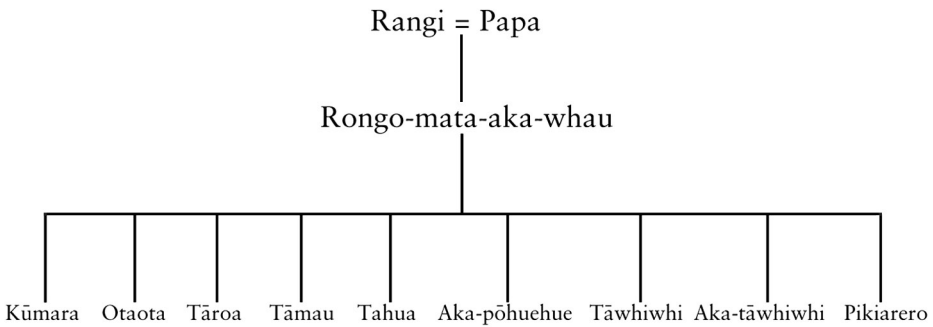 Rangi = Papa
Rongo-mata-aka-whau
Kūmara Otaota Tāroa Tāmau Tahua Aka-pōhuehue Tāwhiwhi Aka-tāwhiwhi Pikiarero